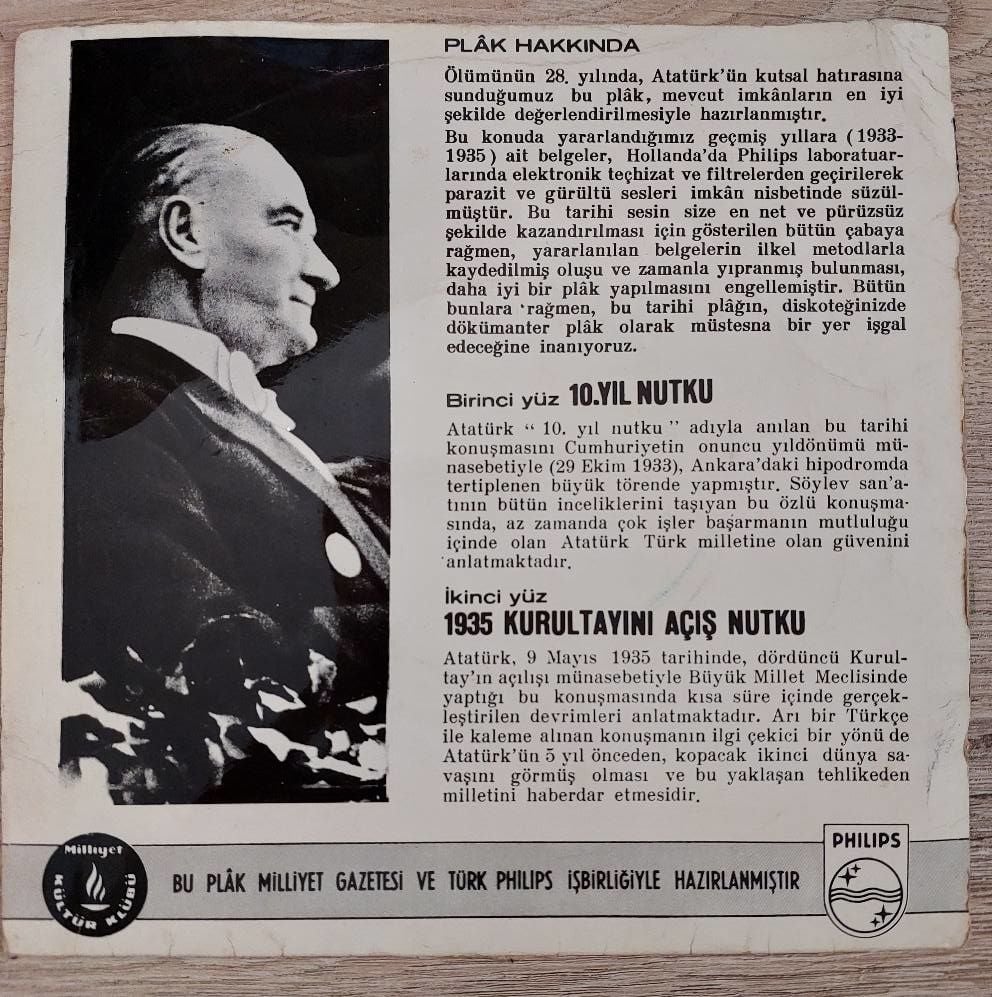 PLÂK HAKKINDA
Ölümünün 28. yılında, Atatürk'ün kutsal hatırasına
sunduğumuz bu plâk, mevcut imkânların en iyi
şekilde değerlendirilmesiyle hazırlanmıştır.
Bu konuda yararlandığımız geçmiş yıllara (1933-
1935) ait belgeler, Hollanda'da Philips laboratuar-
larında elektronik teçhizat ve filtrelerden geçirilerek
parazit ve gürültü sesleri imkân nisbetinde süzül-
müştür. Bu tarihi sesin size en net ve pürüzsüz
şekilde kazandırılması için gösterilen bütün çabaya
rağmen, yararlanılan belgelerin ilkel metodlarla
kaydedilmiş oluşu ve zamanla yıpranmış bulunması,
daha iyi bir plâk yapılmasını engellemiştir. Bütün
bunlara rağmen, bu tarihi plâğın, diskoteğinizde
dökümanter plâk olarak müstesna bir yer işgal
edeceğine inanıyoruz.
Birinci yüz 10.YIL NUTKU
Atatürk " 10. yıl nutku " adıyla anılan bu tarihi
konuşmasını Cumhuriyetin onuncu yıldönümü mü-
nasebetiyle (29 Ekim 1933), Ankara'daki hipodromda
tertiplenen büyük törende yapmıştır. Söylev san'a-
tının bütün inceliklerini taşıyan bu özlü konuşma-
sında, az zamanda çok işler başarmanın mutluluğu
içinde olan Atatürk Türk milletine olan güvenini
anlatmaktadır.
İkinci yüz
1935 KURULTAYINI AÇIŞ NUTKU
Atatürk, 9 Mayıs 1935 tarihinde, dördüncü Kurul-
tay'ın açılışı münasebetiyle Büyük Millet Meclisinde
yaptığı bu konuşmasında kısa süre içinde gerçek-
leştirilen devrimleri anlatmaktadır. Arı bir Türkçe
ile kaleme alınan konuşmanın ilgi çekici bir yönü de
Atatürk'ün 5 yıl önceden, kopacak ikinci dünya sa-
vaşını görmüş olması ve bu yaklaşan tehlikeden
milletini haberdar etmesidir.
Milliyet
KÜLTÜR KLÜBÜ
BU PLÂK MİLLİYET GAZETESİ VE TÜRK PHILIPS İŞBİRLİĞİYLE HAZIRLANMIŞTIR
PHILIPS